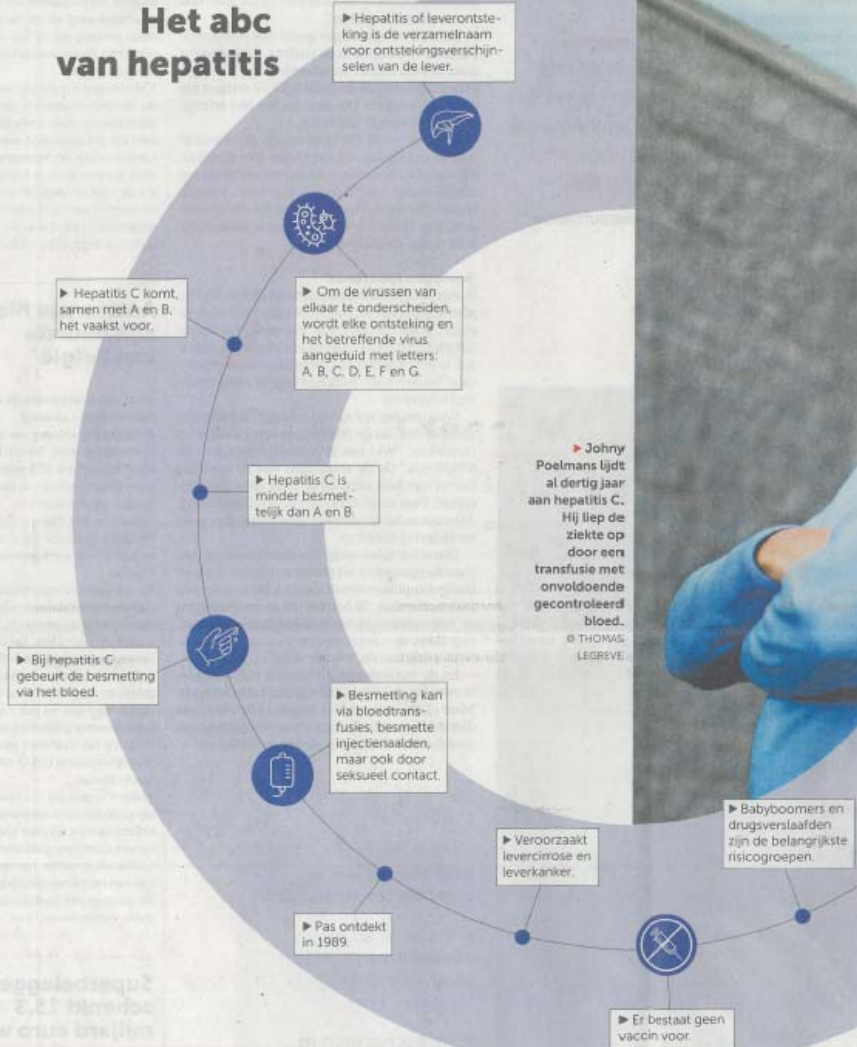 Het abc
van hepatitis
▶ Hepatitis of leverontste-
king is de verzamelnaam
voor ontstekingsverschijn-
selen van de lever.
▶ Om de virussen van
elkaar te onderscheiden,
wordt elke ontsteking en
het betreffende virus
aangeduid met letters:
A, B, C, D, E, F en G.
▶ Hepatitis C komt,
samen met A en B,
het vaakst voor.
▶ Hepatitis C is
minder besmet-
telijk dan A en B.
▶ Johny
Poelmans lijdt
al dertig jaar
aan hepatitis C.
Hij liep de
ziekte op
door een
transfusie met
onvoldoende
gecontroleerd
bloed.
© THOMAS
LEGREVE
▶ Bij hepatitis C
gebeurt de besmetting
via het bloed.
▶ Besmetting kan
via bloedtrans-
fusies, besmette
injectienaalden,
maar ook door
seksueel contact.
▶ Pas ontdekt
in 1989.
▶ Veroorzaakt
levercirrose en
leverkanker.
▶ Er bestaat geen
vaccin voor.
▶ Babyboomers en
drugsverslaafden
zijn de belangrijkste
risicogroepen.